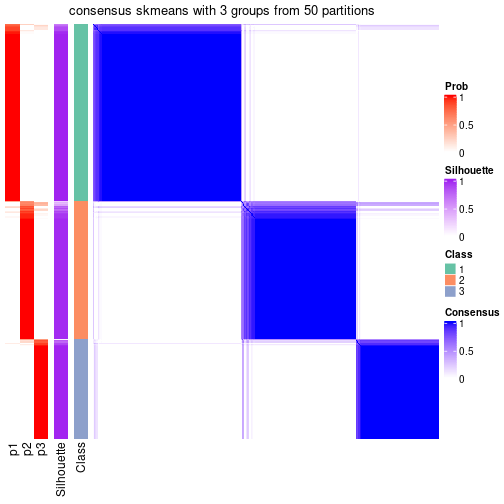 consensus skmeans with 3 groups from 50 partitions
Prob
1
0.5
0
Silhouette
1
0.5
0
Class
1
2
3
Consensus
1
0.5
0
p1
p2
p3
Silhouette
Class